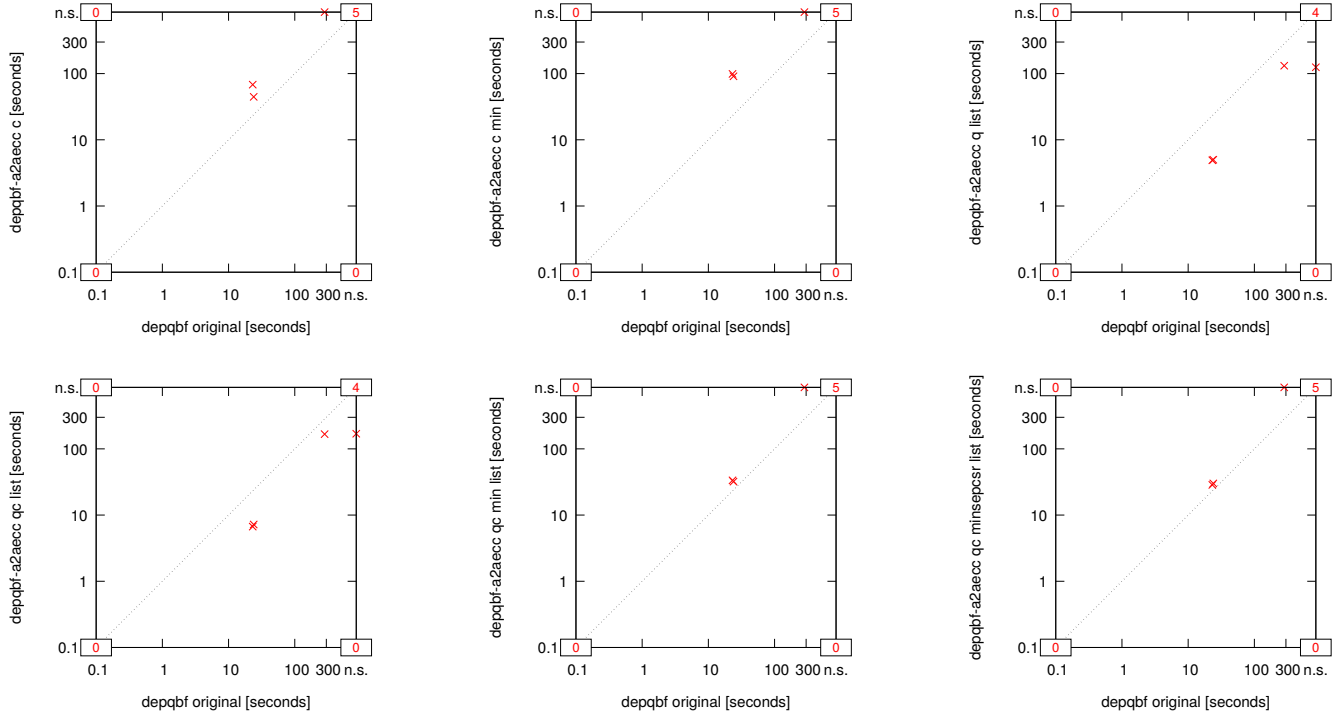 n.s. 0 5
300
100
10
1
0.1 0 0
0.1 1 10 100 300 n.s.
depqbf original [seconds]
depqbf-a2aecc c [seconds]
n.s. 0 5
300
100
10
1
0.1 0 0
0.1 1 10 100 300 n.s.
depqbf original [seconds]
depqbf-a2aecc c min [seconds]
n.s. 0 4
300
100
10
1
0.1 0 0
0.1 1 10 100 300 n.s.
depqbf original [seconds]
depqbf-a2aecc q list [seconds]
n.s. 0 4
300
100
10
1
0.1 0 0
0.1 1 10 100 300 n.s.
depqbf original [seconds]
depqbf-a2aecc qc list [seconds]
n.s. 0 5
300
100
10
1
0.1 0 0
0.1 1 10 100 300 n.s.
depqbf original [seconds]
depqbf-a2aecc qc min list [seconds]
n.s. 0 5
300
100
10
1
0.1 0 0
0.1 1 10 100 300 n.s.
depqbf original [seconds]
depqbf-a2aecc qc minsepcsr list [seconds]